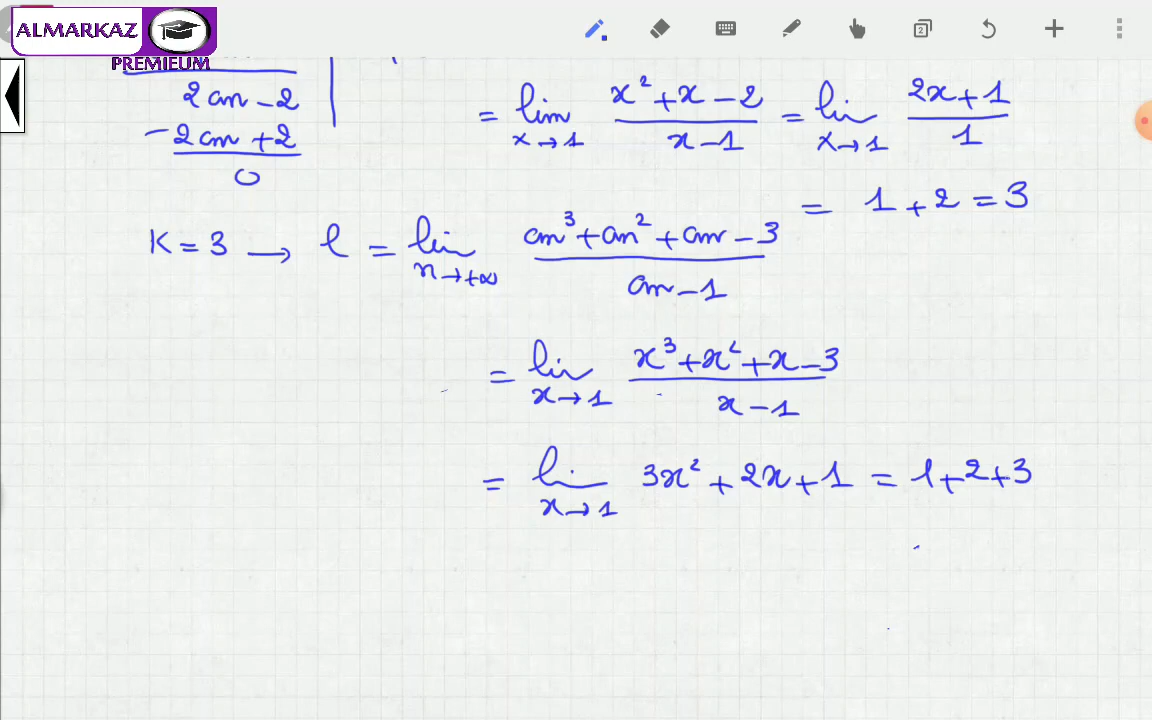 ALMARKAZ
PREMIEUM
2
2an - 2
-2an + 2
0
= lim x→1 (x² + x - 2)/(x - 1) = lim x→1 (2x + 1)/1
= 1 + 2 = 3
K = 3 → l = lim n→+∞ (an³ + an² + an - 3)/(an - 1)
= lim x→1 (x³ + x² + x - 3)/(x - 1)
= lim x→1 3x² + 2x + 1 = 1 + 2 + 3